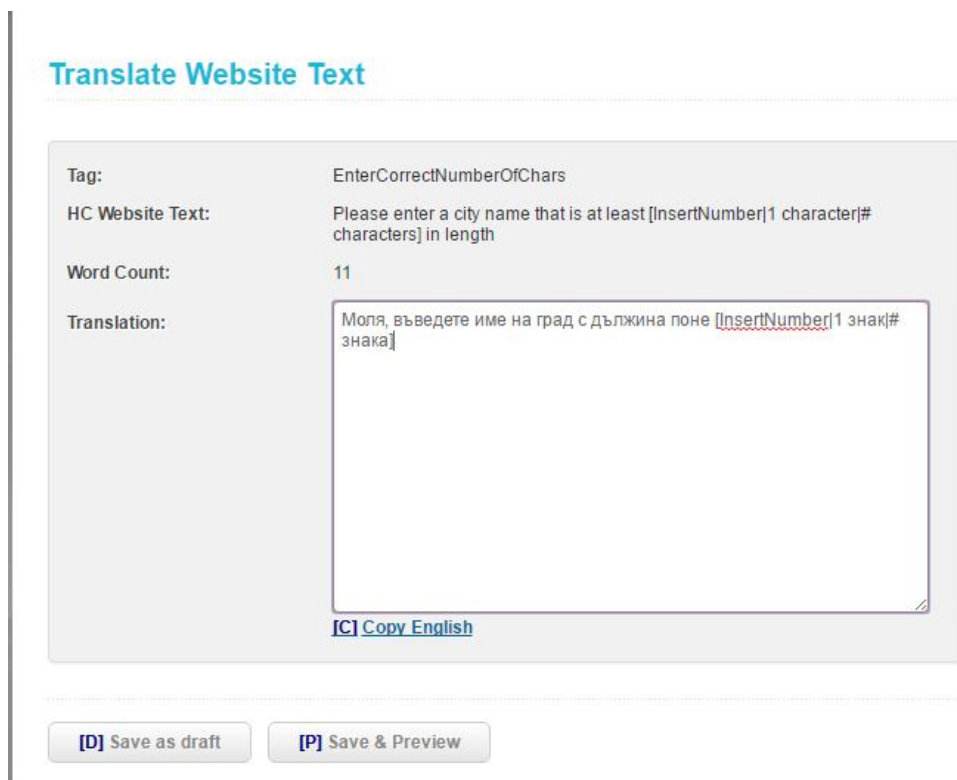 Translate Website Text
Tag: EnterCorrectNumberOfChars
HC Website Text: Please enter a city name that is at least [InsertNumber|1 character|#
characters] in length
Word Count: 11
Translation: Моля, въведете име на град с дължина поне [InsertNumber|1 знак|#
знака]
[C] Copy English
[D] Save as draft [P] Save & Preview